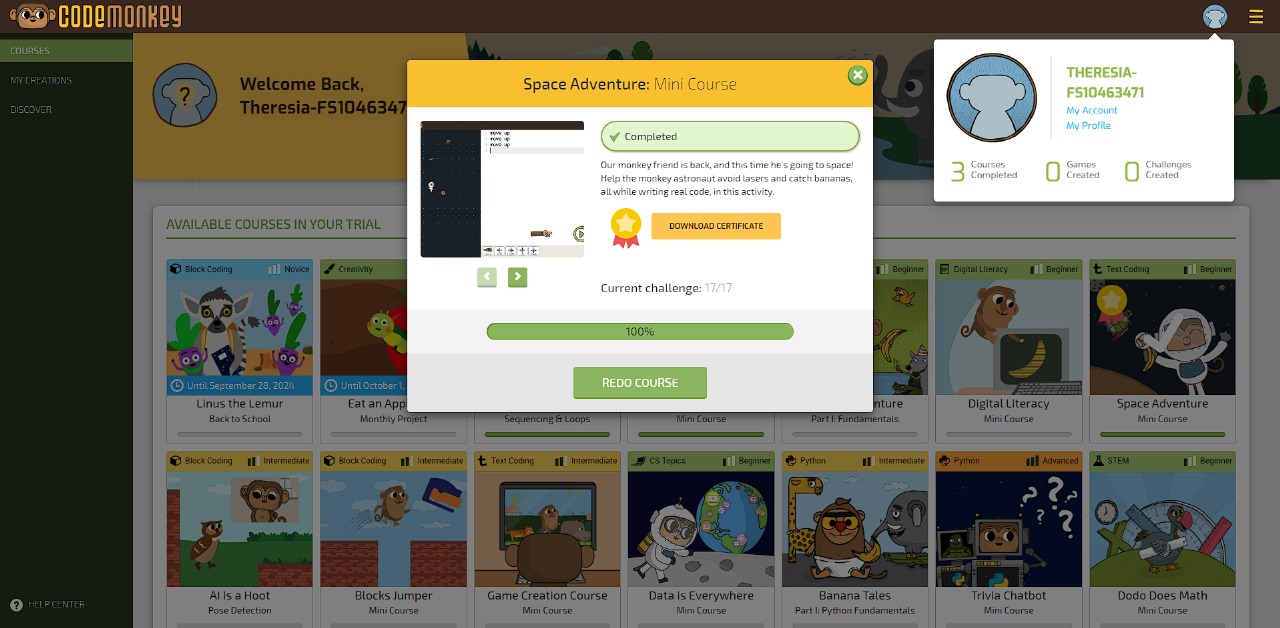 CODEMONKEY
COURSES
MY CREATIONS
DISCOVER
HELP CENTER
?
Welcome Back,
Theresia-FS1046347
THERESIA-
FS10463471
My Account
My Profile
3 Courses Completed
0 Games Created
0 Challenges Created
Space Adventure: Mini Course
move up
move up
move up
Completed
Our monkey friend is back, and this time he's going to space!
Help the monkey astronaut avoid lasers and catch bananas,
all while writing real code, in this activity.
DOWNLOAD CERTIFICATE
Current challenge: 17/17
100%
REDO COURSE
AVAILABLE COURSES IN YOUR TRIAL
Block Coding Novice
Until September 28, 2024
Linus the Lemur
Back to School
Creativity
Until October 1,
Eat an App
Monthly Project
Sequencing & Loops
Mini Course
Beginner
nture
Part I: Fundamentals
Digital Literacy Beginner
Digital Literacy
Mini Course
Text Coding Beginner
Space Adventure
Mini Course
Block Coding Intermediate
AI is a Hoot
Pose Detection
Block Coding Intermediate
Blocks Jumper
Mini Course
Text Coding Intermediate
Game Creation Course
Mini Course
CS Topics Beginner
Data is Everywhere
Mini Course
Python Intermediate
Banana Tales
Part I: Python Fundamentals
Python Advanced
? ? ?
Trivia Chatbot
Mini Course
STEM Beginner
Dodo Does Math
Mini Course